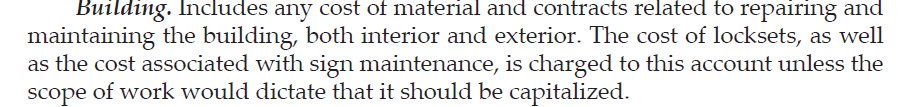 Building. Includes any cost of material and contracts related to repairing and
maintaining the building, both interior and exterior. The cost of locksets, as well
as the cost associated with sign maintenance, is charged to this account unless the
scope of work would dictate that it should be capitalized.